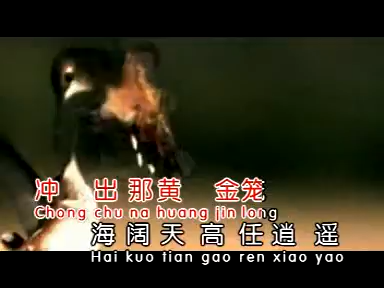 冲 出 那黄 金笼
Chong chu na huang jin long
海 阔 天 高 任 逍 遥
Hai kuo tian gao ren xiao yao